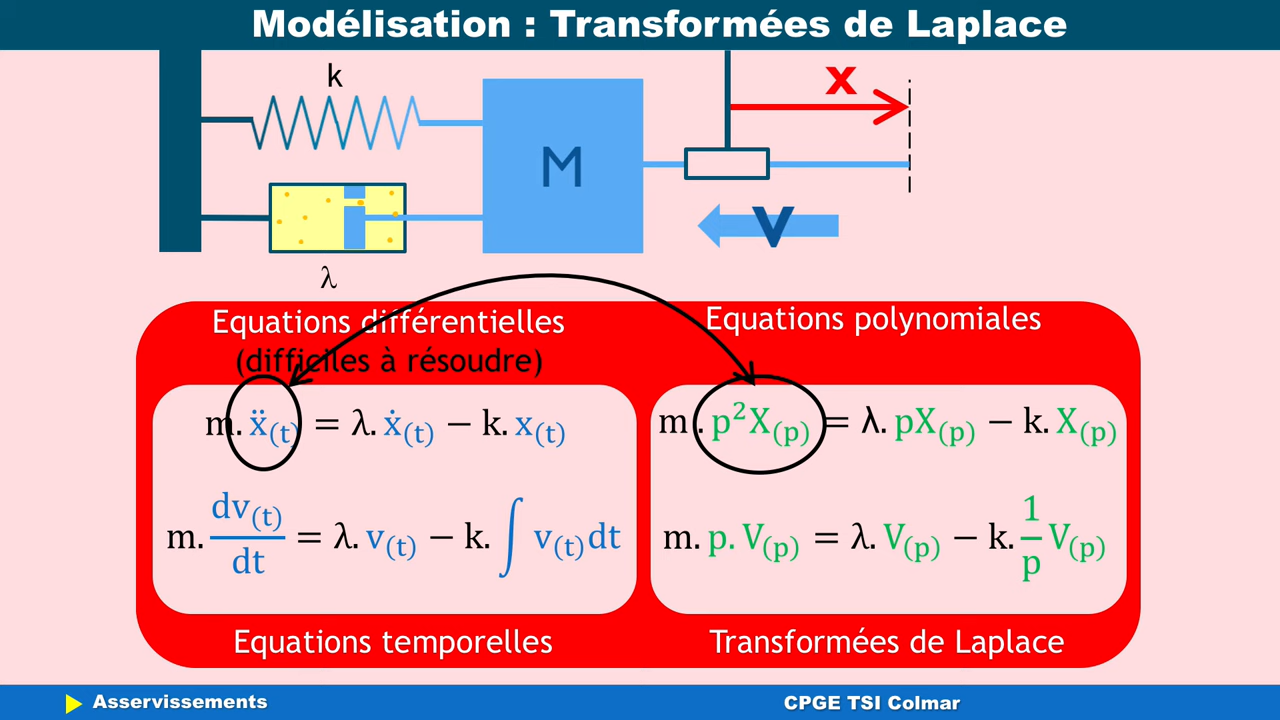 Modélisation : Transformées de Laplace
k
x
M
V
λ
Equations différentielles
(difficiles à résoudre)
Equations polynomiales
m. ẍ(t) = λ. ẋ(t) − k. x(t)
m. p²X(p) = λ. pX(p) − k. X(p)
m. dv(t)/dt = λ. v(t) − k. ∫ v(t)dt
m. p. V(p) = λ. V(p) − k. 1/p V(p)
Equations temporelles
Transformées de Laplace
Asservissements
CPGE TSI Colmar